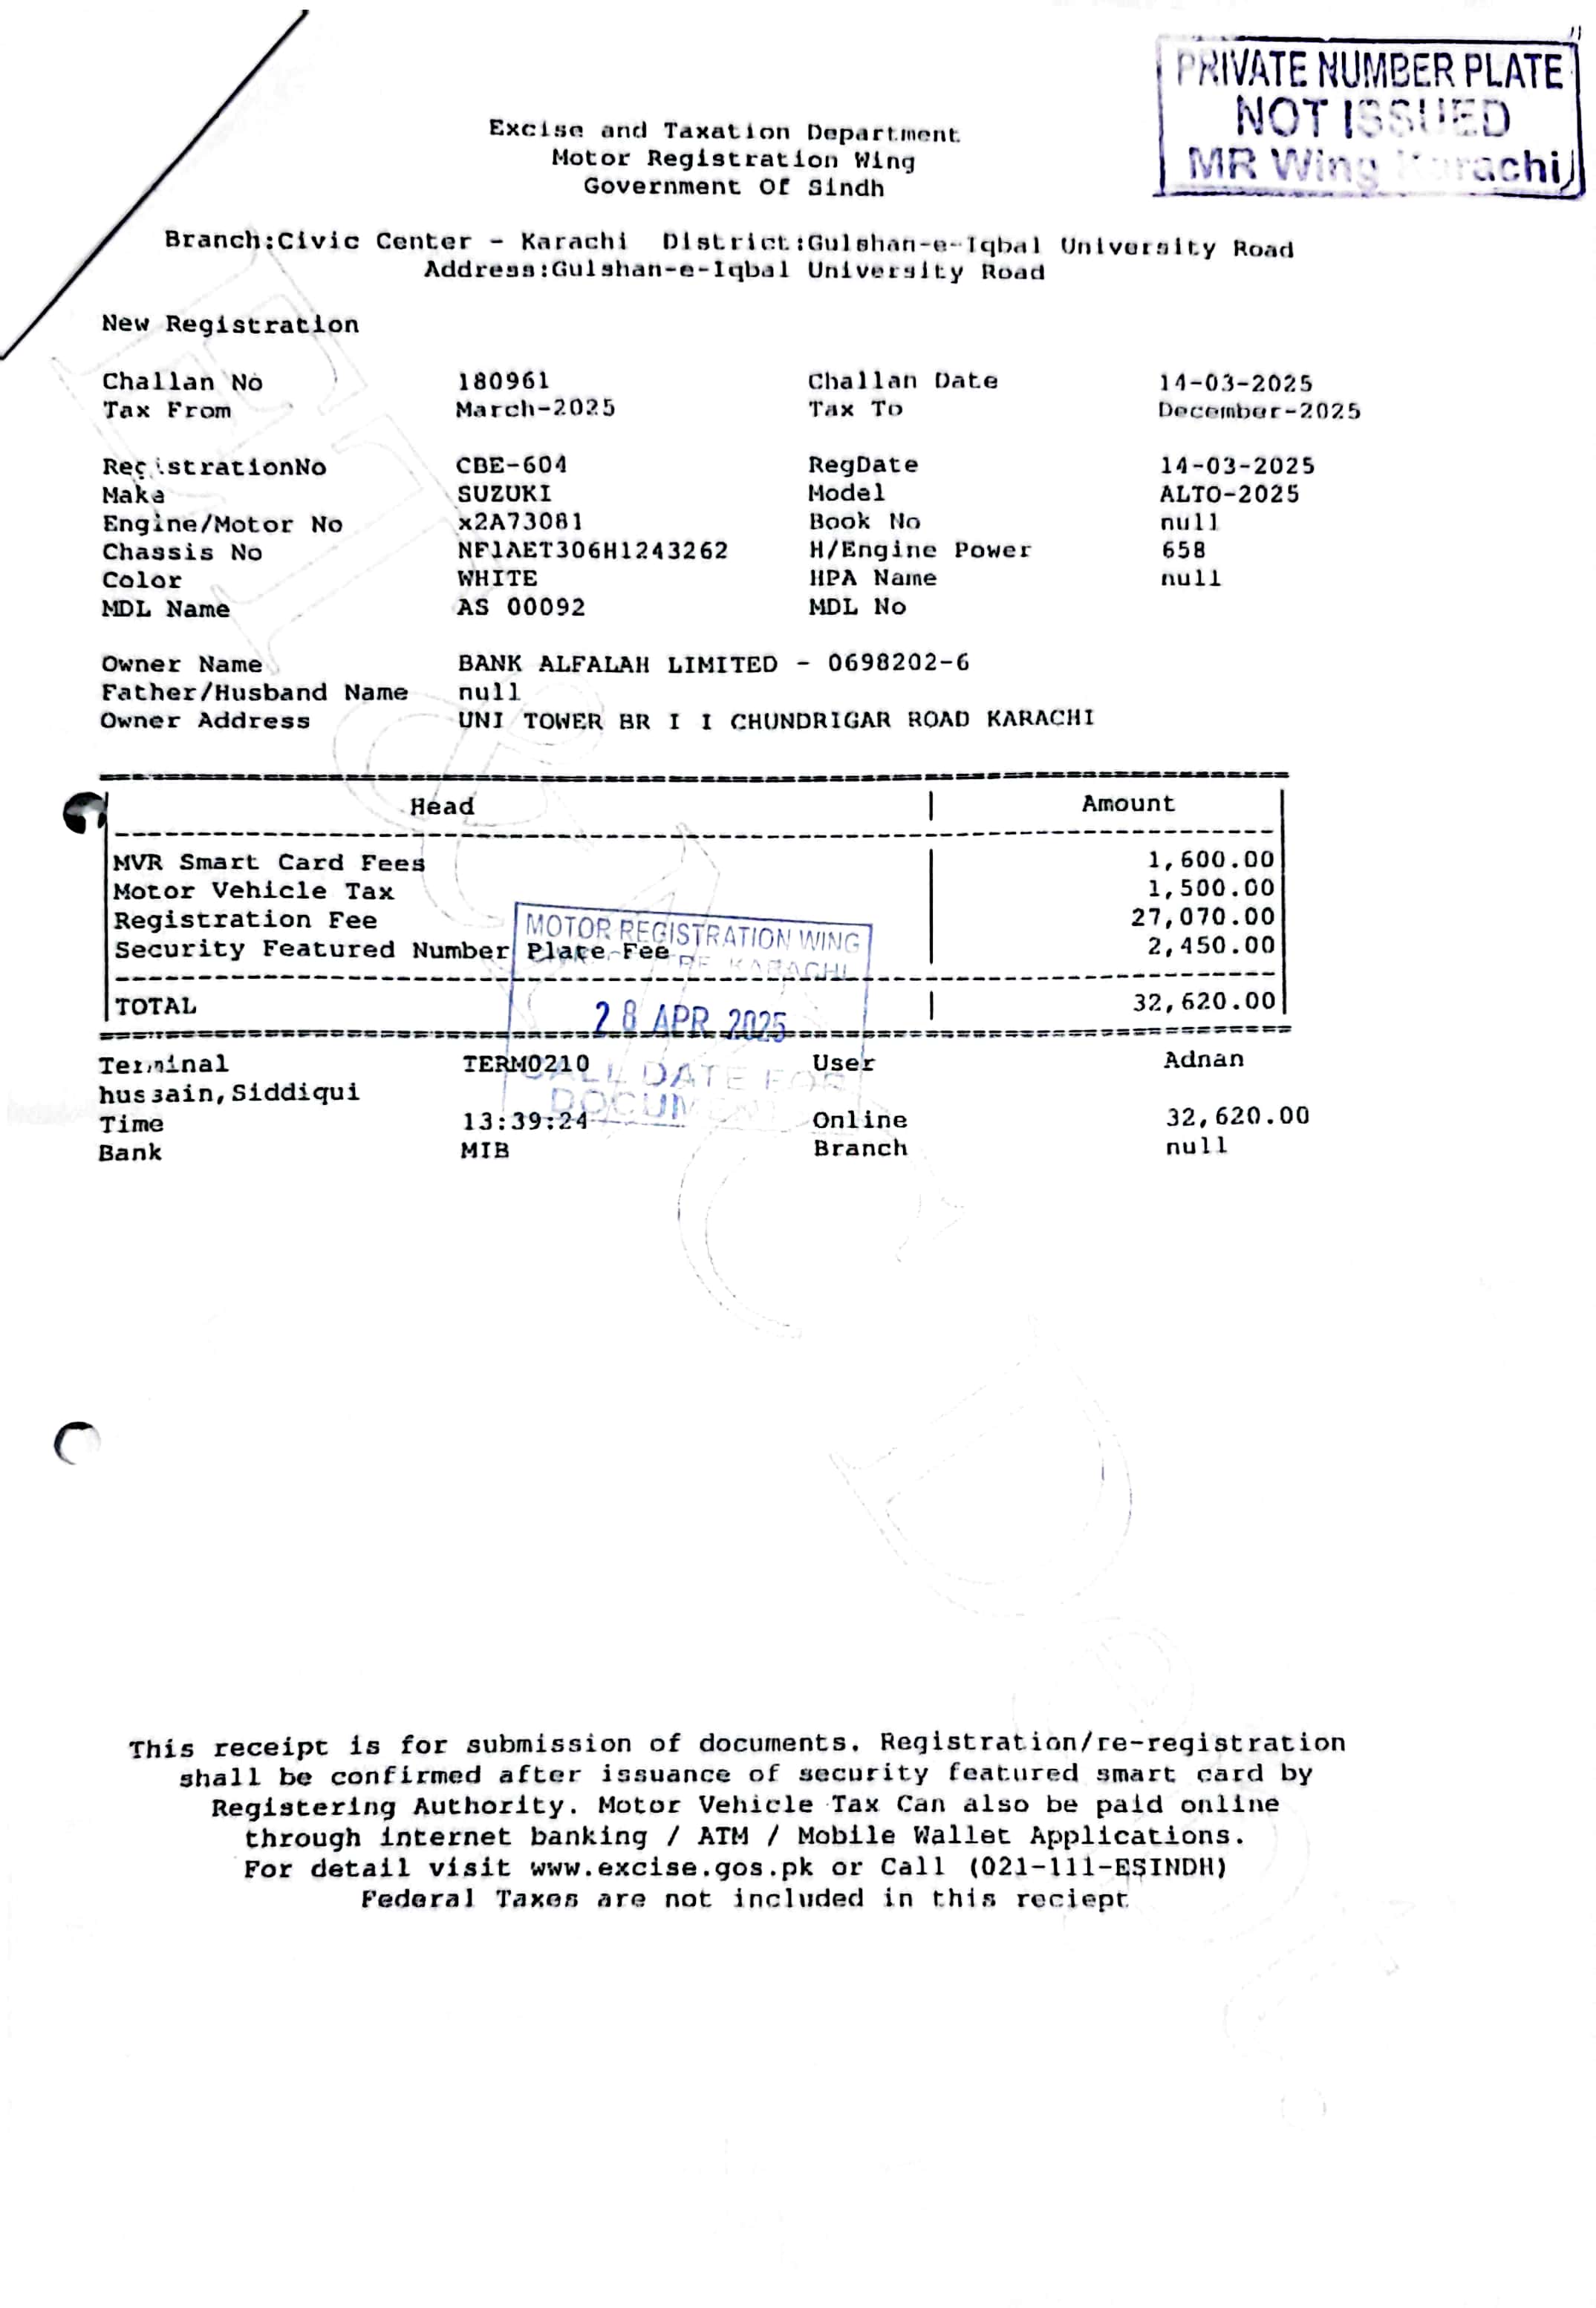 PRIVATE NUMBER PLATE
NOT ISSUED
MR Wing Karachi
Excise and Taxation Department
Motor Registration Wing
Government Of Sindh
Branch:Civic Center - Karachi District:Gulshan-e-Iqbal University Road
Address:Gulshan-e-Iqbal University Road
New Registration
Challan No 180961 Challan Date 14-03-2025
Tax From March-2025 Tax To December-2025
RegistrationNo CBE-604 RegDate 14-03-2025
Make SUZUKI Model ALTO-2025
Engine/Motor No x2A73081 Book No null
Chassis No NF1AET306H1243262 H/Engine Power 658
Color WHITE HPA Name null
MDL Name AS 00092 MDL No
Owner Name BANK ALFALAH LIMITED - 0698202-6
Father/Husband Name null
Owner Address UNI TOWER BR I I CHUNDRIGAR ROAD KARACHI
Head Amount
MVR Smart Card Fees 1,600.00
Motor Vehicle Tax 1,500.00
Registration Fee 27,070.00
Security Featured Number Plate Fee 2,450.00
TOTAL 32,620.00
MOTOR REGISTRATION WING
KARACHI
28 APR 2025
CALL DATE FOR
DOCUMENT
Terminal TERM0210 User Adnan
hussain,Siddiqui
Time 13:39:24 Online 32,620.00
Bank MIB Branch null
This receipt is for submission of documents. Registration/re-registration
shall be confirmed after issuance of security featured smart card by
Registering Authority. Motor Vehicle Tax Can also be paid online
through internet banking / ATM / Mobile Wallet Applications.
For detail visit www.excise.gos.pk or Call (021-111-ESINDH)
Federal Taxes are not included in this reciept